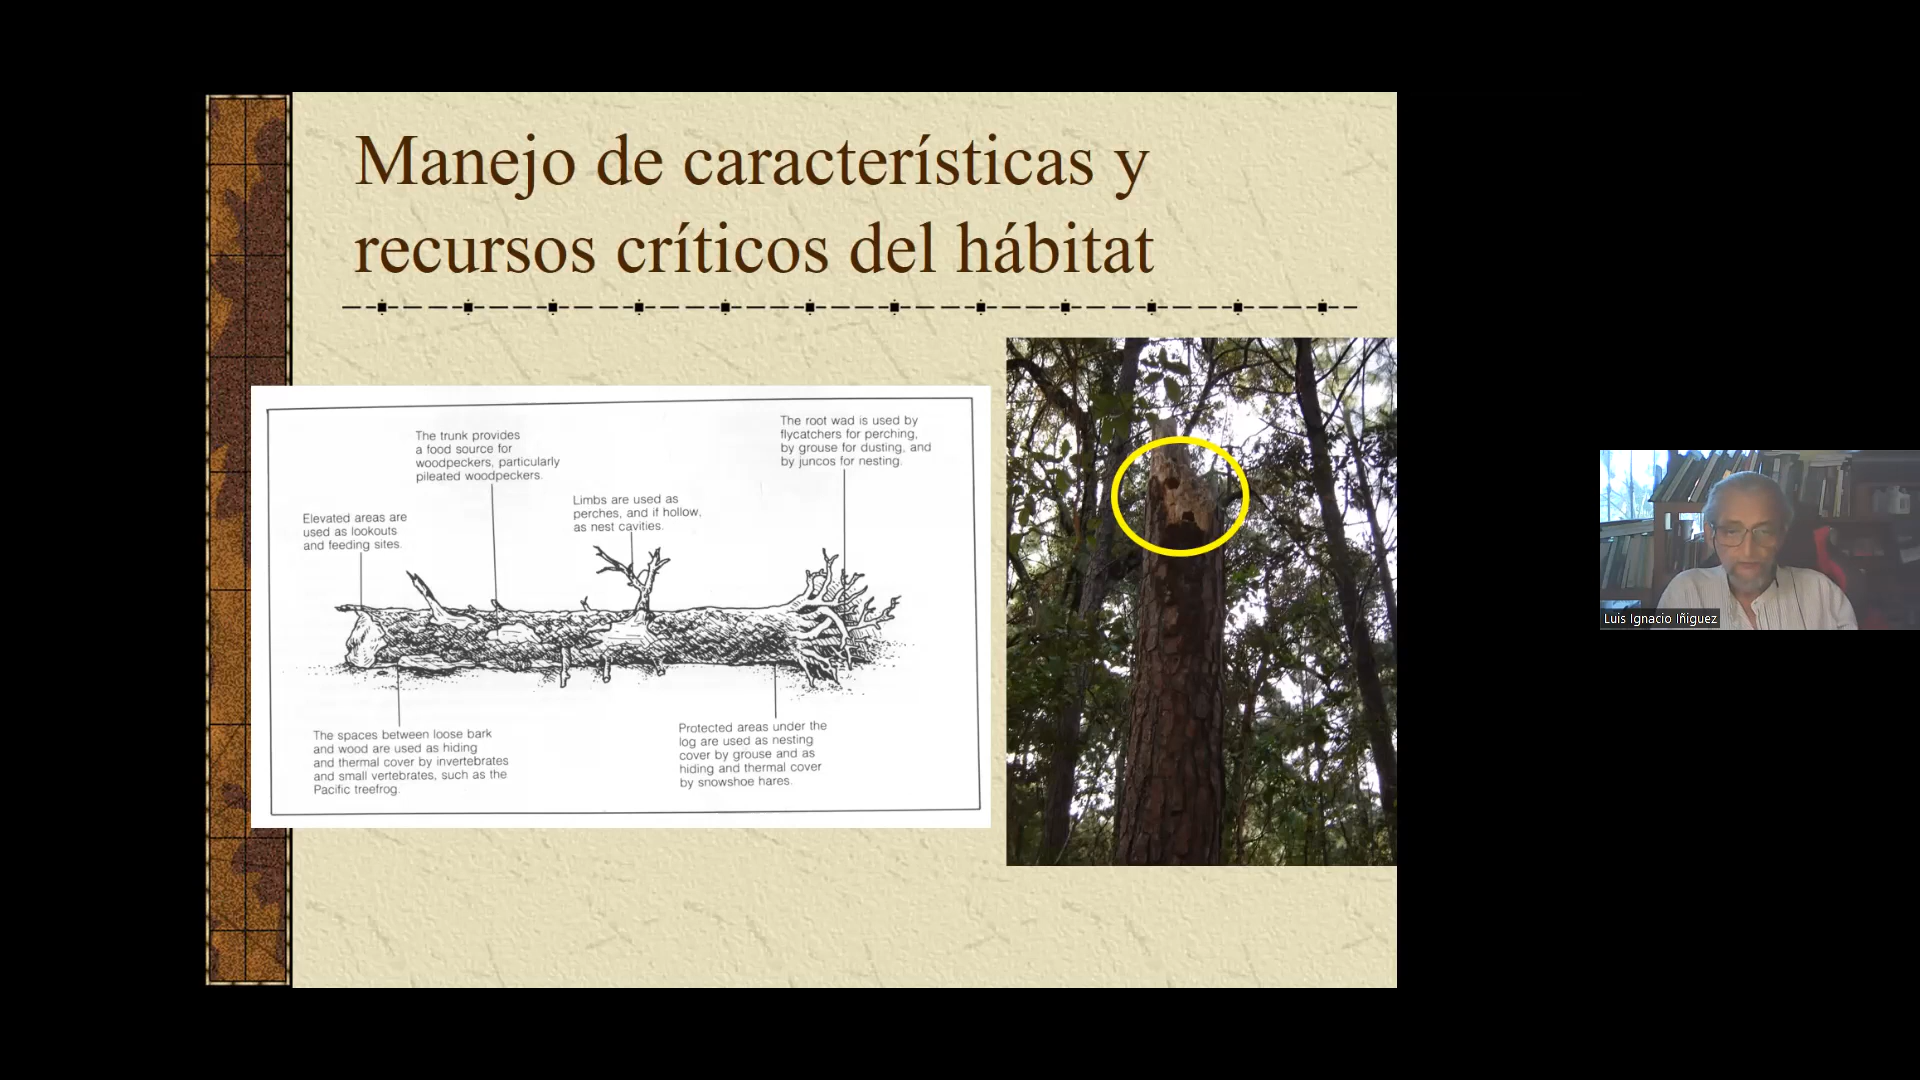 Manejo de características y
recursos críticos del hábitat
The trunk provides
a food source for
woodpeckers, particularly
pileated woodpeckers.
The root wad is used by
flycatchers for perching,
by grouse for dusting, and
by juncos for nesting.
Elevated areas are
used as lookouts
and feeding sites.
Limbs are used as
perches, and if hollow,
as nest cavities.
The spaces between loose bark
and wood are used as hiding
and thermal cover by invertebrates
and small vertebrates, such as the
Pacific treefrog.
Protected areas under the
log are used as nesting
cover by grouse and as
hiding and thermal cover
by snowshoe hares.
Luis Ignacio Iñiguez